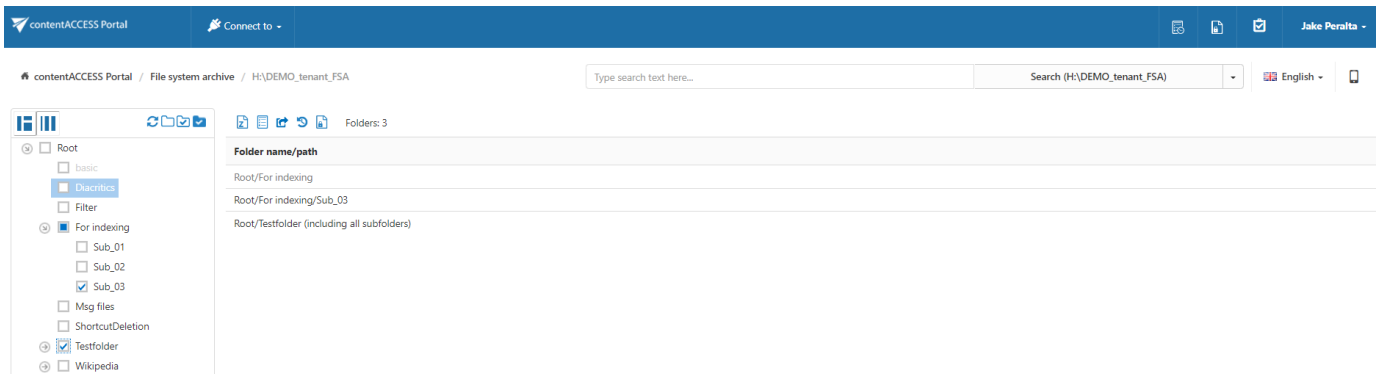 contentACCESS Portal
Connect to
Jake Peralta
contentACCESS Portal / File system archive / H:\DEMO_tenant_FSA
Type search text here...
Search (H:\DEMO_tenant_FSA)
English
Folders: 3
Root
basic
Diacritics
Filter
For indexing
Sub_01
Sub_02
Sub_03
Msg files
ShortcutDeletion
Testfolder
Wikipedia
Folder name/path
Root/For indexing
Root/For indexing/Sub_03
Root/Testfolder (including all subfolders)